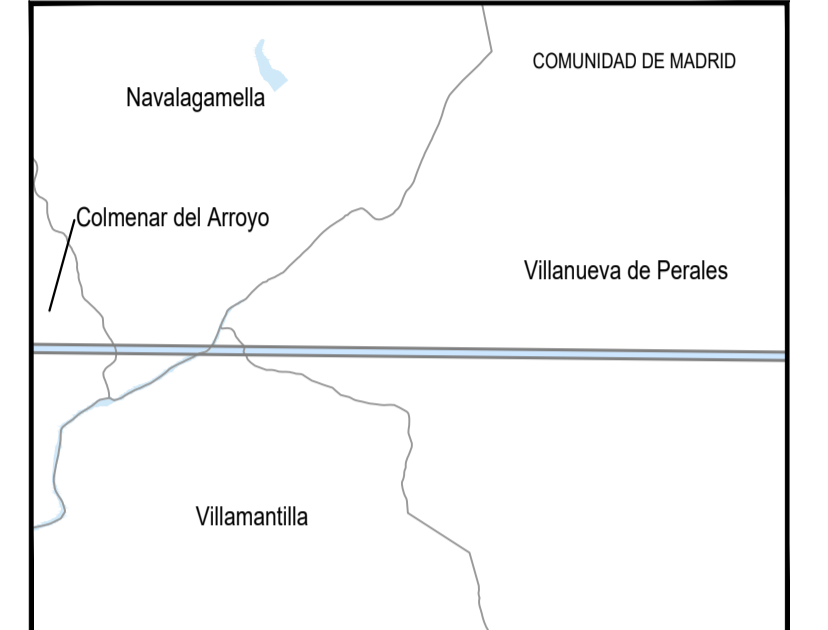 COMUNIDAD DE MADRID
Navalagamella
Colmenar del Arroyo
Villanueva de Perales
Villamantilla